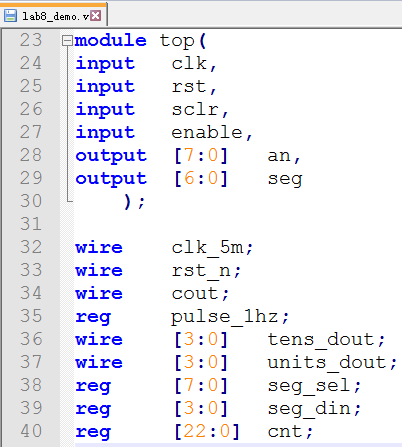 lab8_demo.v
23 module top(
24 input clk,
25 input rst,
26 input sclr,
27 input enable,
28 output [7:0] an,
29 output [6:0] seg
30 );
31
32 wire clk_5m;
33 wire rst_n;
34 wire cout;
35 reg pulse_1hz;
36 wire [3:0] tens_dout;
37 wire [3:0] units_dout;
38 reg [7:0] seg_sel;
39 reg [3:0] seg_din;
40 reg [22:0] cnt;